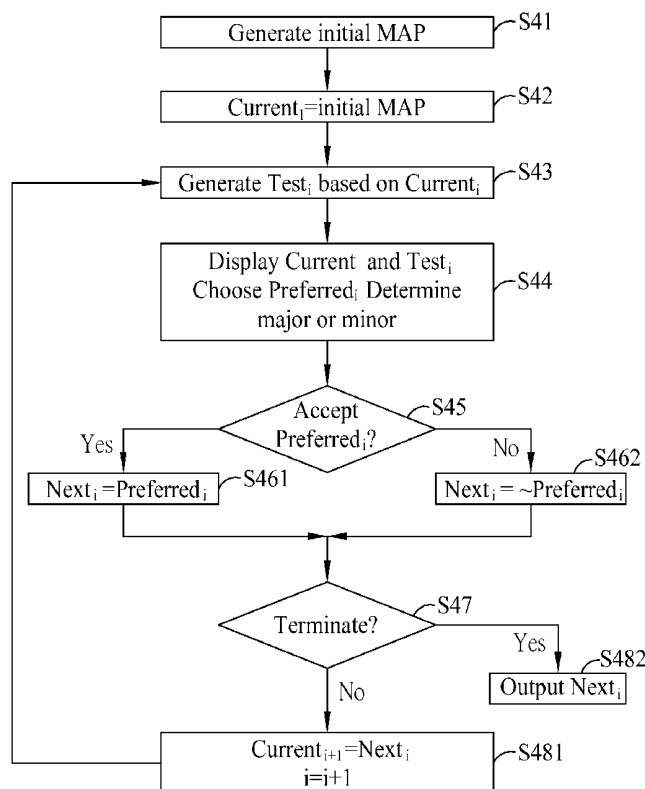 Generate initial MAP
S41
Current₁=initial MAP
S42
Generate Testᵢ based on Currentᵢ
S43
Display Current and Testᵢ
Choose Preferredᵢ Determine
major or minor
S44
Accept
Preferredᵢ?
S45
Yes
No
Nextᵢ=Preferredᵢ
S461
Nextᵢ= ~Preferredᵢ
S462
Terminate?
S47
Yes
No
Output Nextᵢ
S482
Currentᵢ₊₁=Nextᵢ
i=i+1
S481